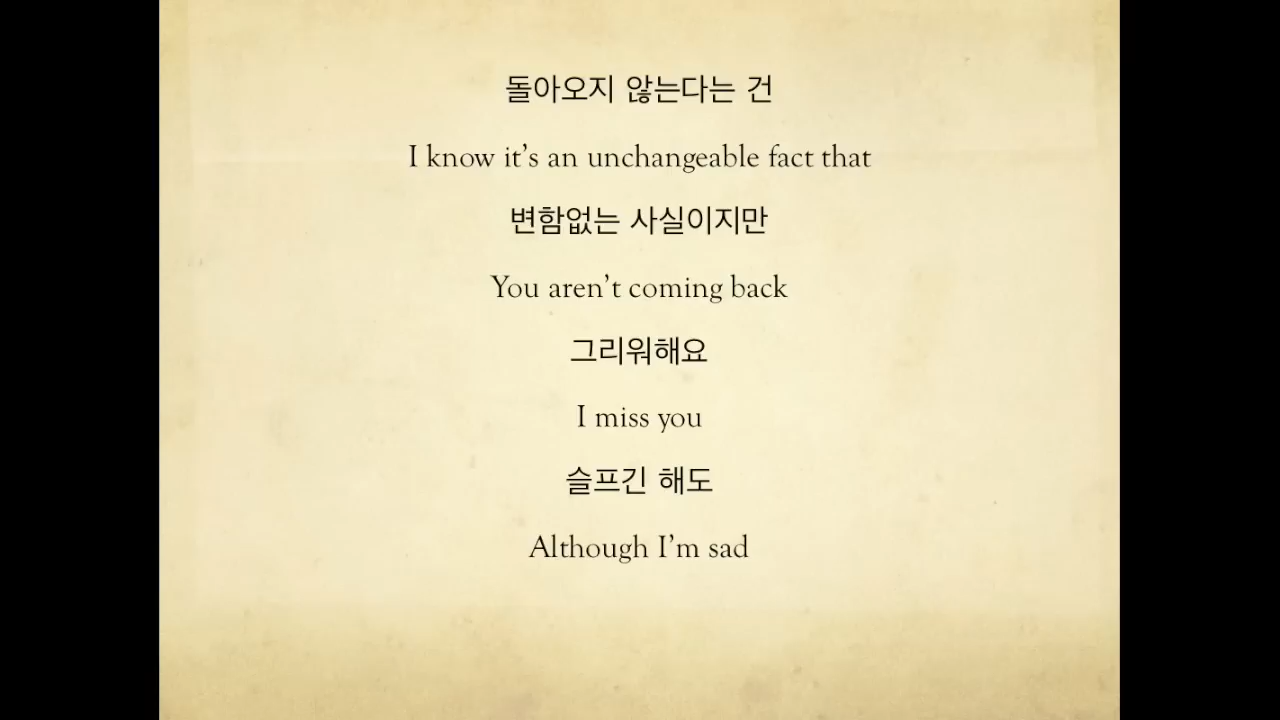 돌아오지 않는다는 건
I know it’s an unchangeable fact that
변함없는 사실이지만
You aren’t coming back
그리워해요
I miss you
슬프긴 해도
Although I’m sad